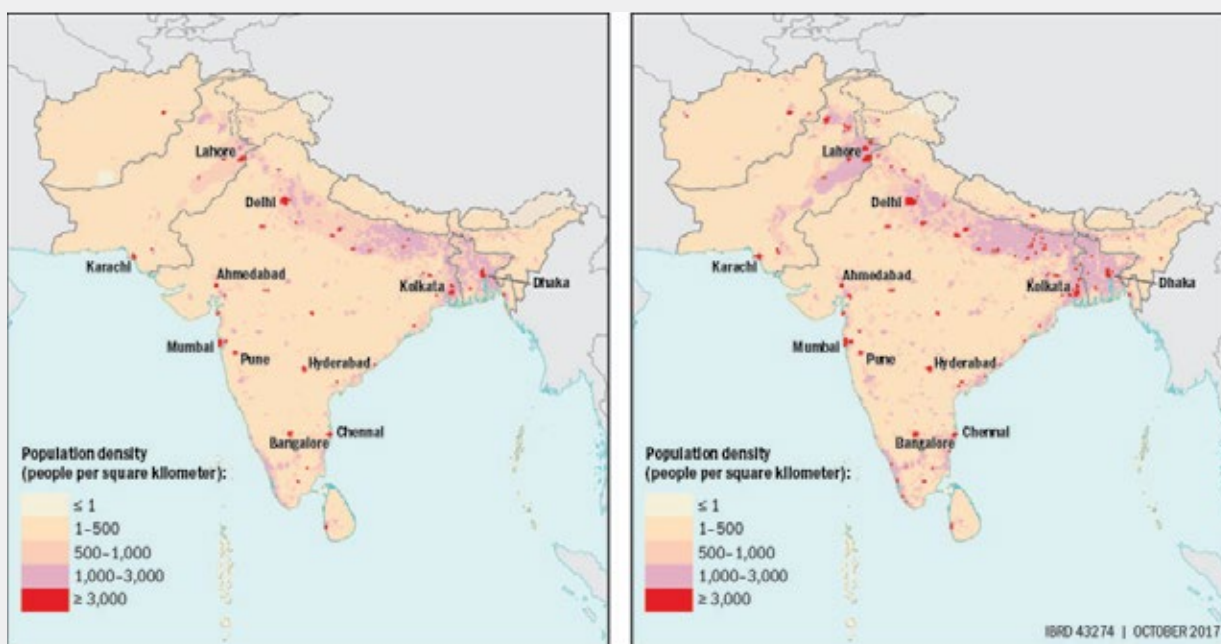 Lahore
Delhi
Karachi
Ahmedabad
Kolkata
Dhaka
Mumbai
Pune
Hyderabad
Bangalore
Chennai
Population density
(people per square kilometer):
≤ 1
1–500
500–1,000
1,000–3,000
≥ 3,000
Lahore
Delhi
Karachi
Ahmedabad
Kolkata
Dhaka
Mumbai
Pune
Hyderabad
Bangalore
Chennai
Population density
(people per square kilometer):
≤ 1
1–500
500–1,000
1,000–3,000
≥ 3,000
IBRD 43274 | OCTOBER 2017